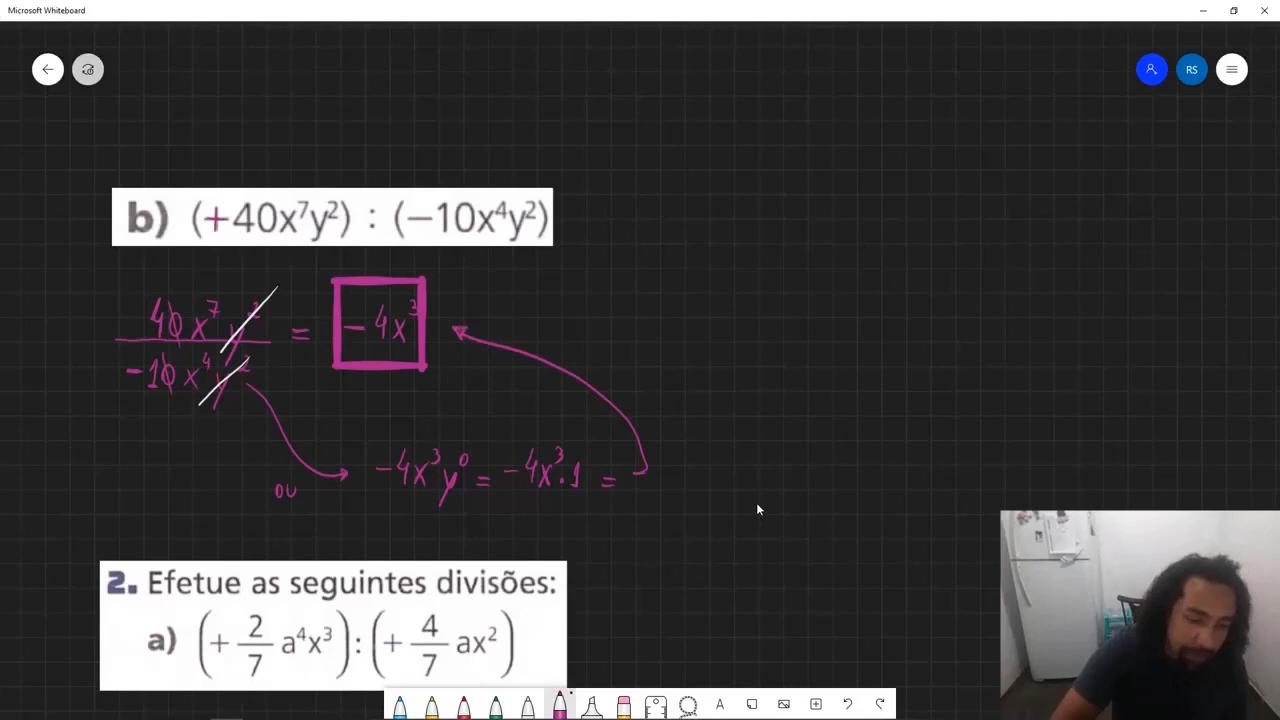 Microsoft Whiteboard
RS
b) (+40x⁷y²) : (−10x⁴y²)
40x⁷y² / −10x⁴y² = −4x³
ou → −4x³y⁰ = −4x³·1 =
2. Efetue as seguintes divisões:
a) (+ 2/7 a⁴x³) : (+ 4/7 ax²)
A